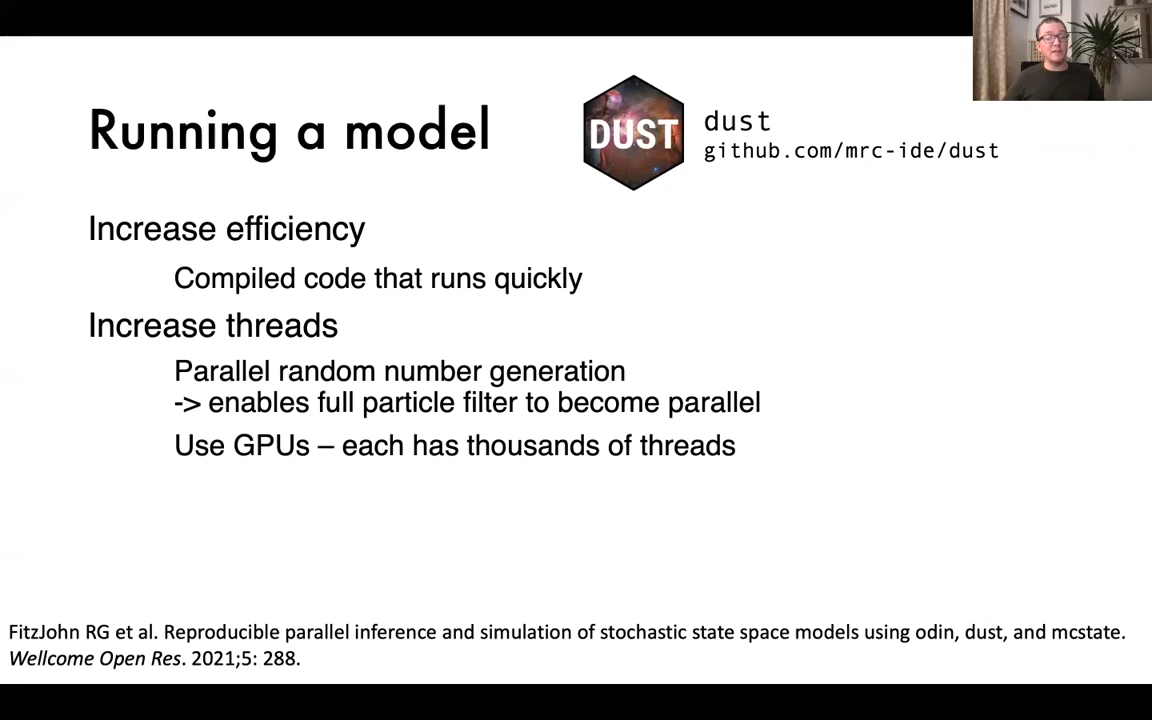 Running a model
DUST
dust
github.com/mrc-ide/dust
Increase efficiency
Compiled code that runs quickly
Increase threads
Parallel random number generation
-> enables full particle filter to become parallel
Use GPUs – each has thousands of threads
FitzJohn RG et al. Reproducible parallel inference and simulation of stochastic state space models using odin, dust, and mcstate.
Wellcome Open Res. 2021;5: 288.